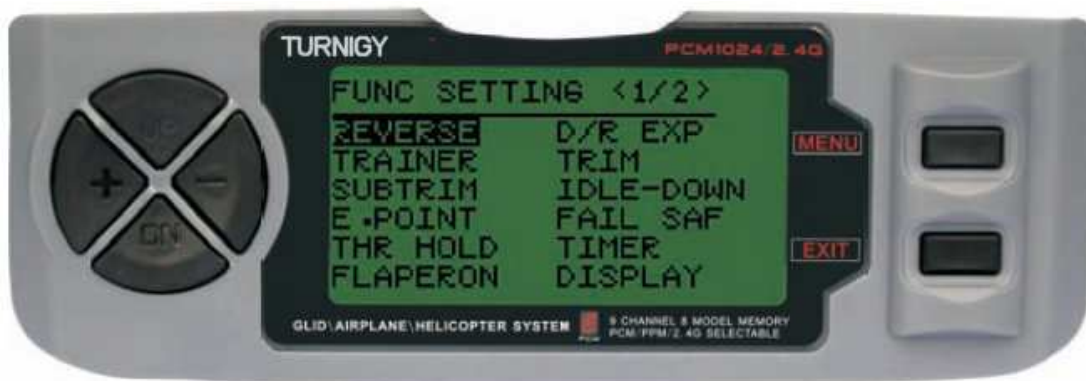 TURNIGY
PCM1024/2.4G
UP
+
-
DN
FUNC SETTING <1/2>
REVERSE D/R EXP
TRAINER TRIM
SUBTRIM IDLE-DOWN
E.POINT FAIL SAF
THR HOLD TIMER
FLAPERON DISPLAY
MENU
EXIT
GLID\AIRPLANE\HELICOPTER SYSTEM
9 CHANNEL 8 MODEL MEMORY
PCM/PPM/2.4G SELECTABLE